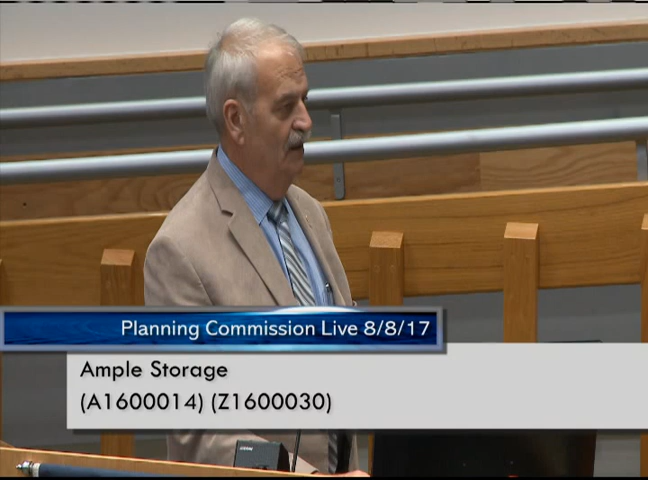 Planning Commission Live 8/8/17
Ample Storage
(A1600014) (Z1600030)